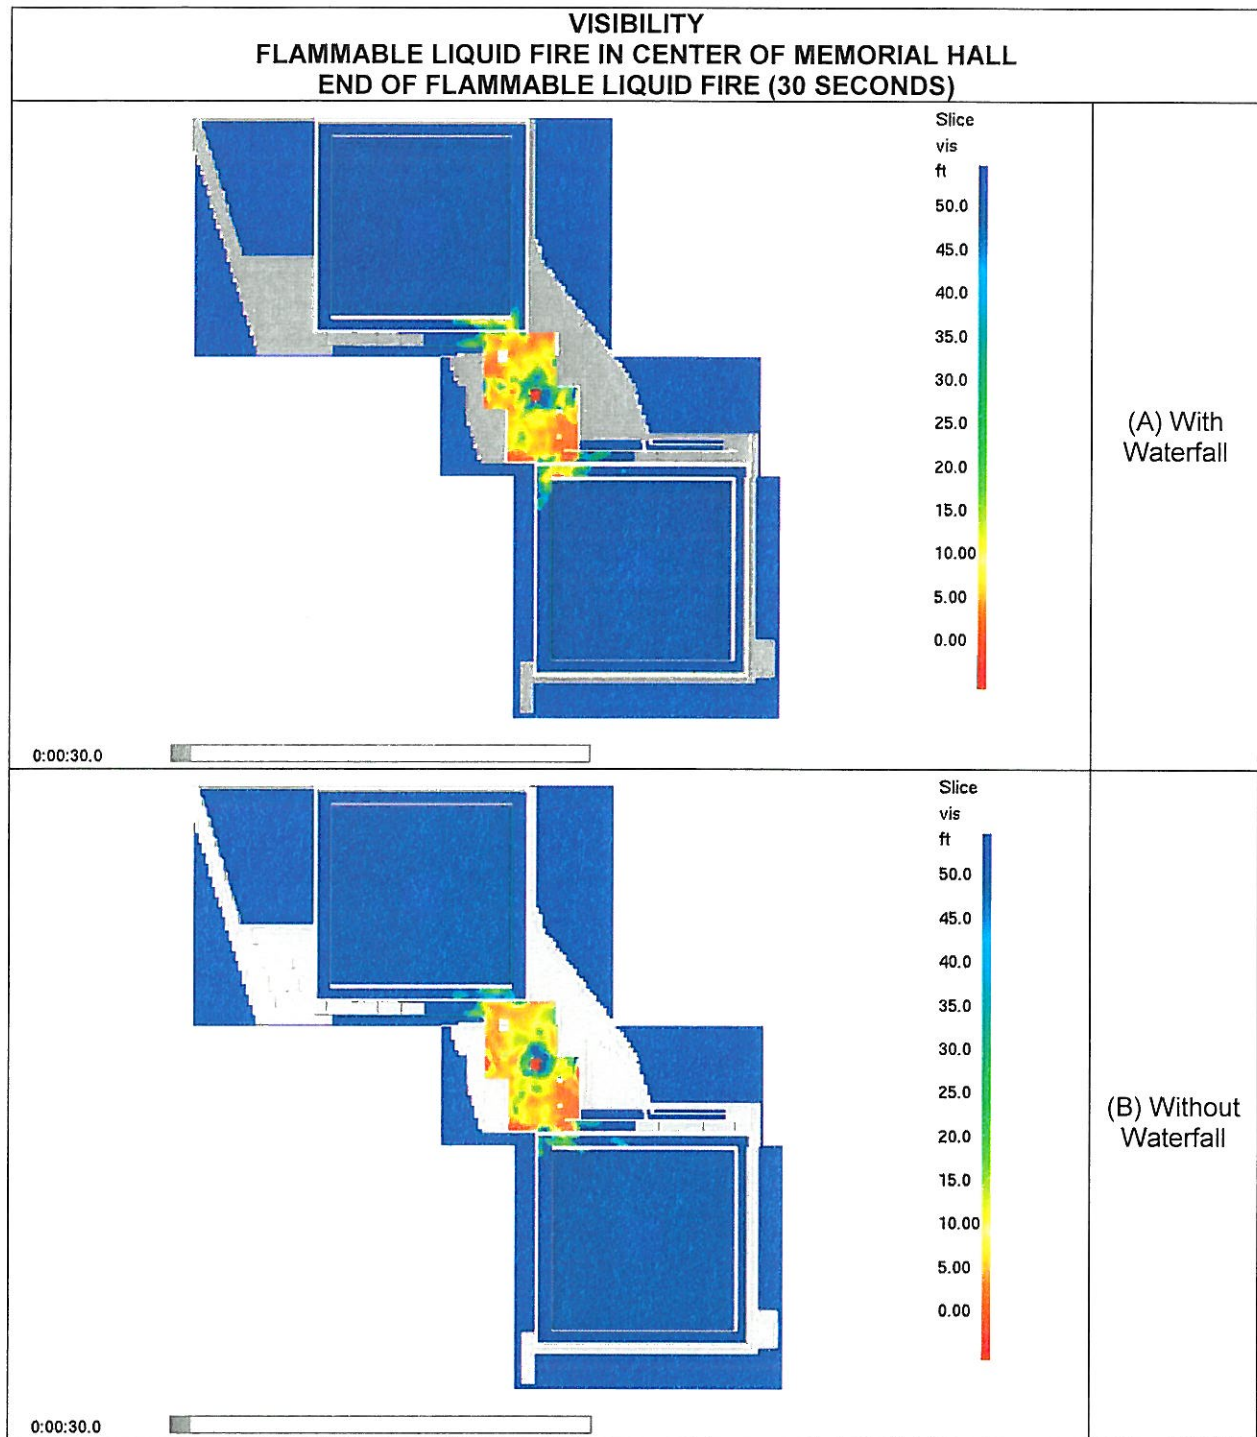 VISIBILITY
FLAMMABLE LIQUID FIRE IN CENTER OF MEMORIAL HALL
END OF FLAMMABLE LIQUID FIRE (30 SECONDS)
Slice
vis
ft
50.0
45.0
40.0
35.0
30.0
25.0
20.0
15.0
10.00
5.00
0.00
(A) With
Waterfall
0:00:30.0
Slice
vis
ft
50.0
45.0
40.0
35.0
30.0
25.0
20.0
15.0
10.00
5.00
0.00
(B) Without
Waterfall
0:00:30.0